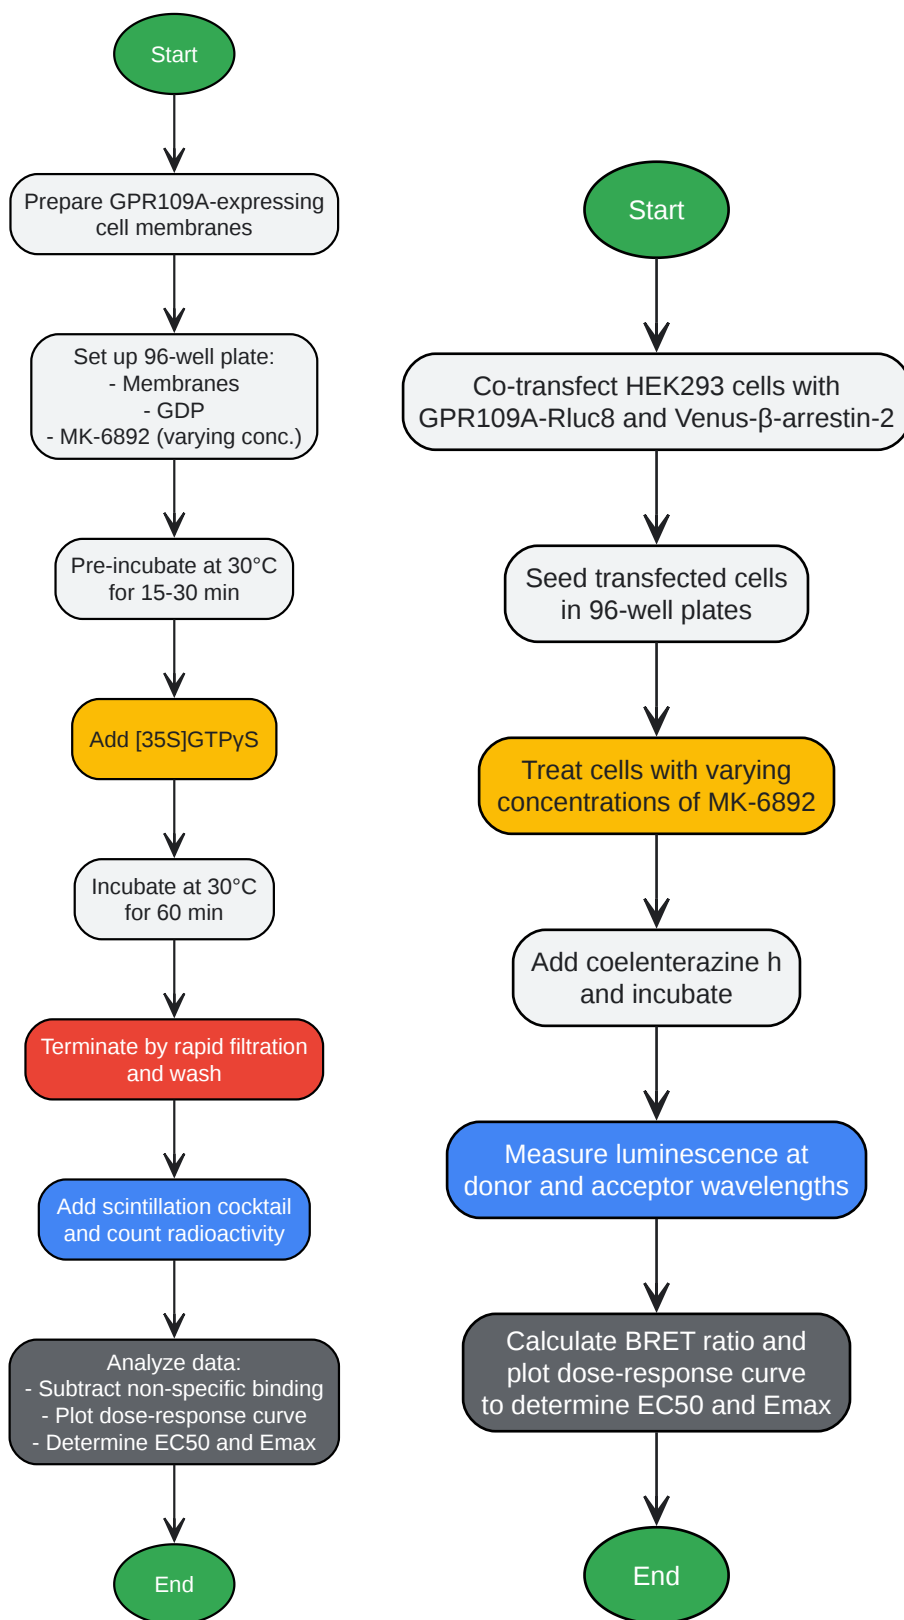 Start
Prepare GPR109A-expressing
cell membranes
Set up 96-well plate:
- Membranes
- GDP
- MK-6892 (varying conc.)
Pre-incubate at 30°C
for 15-30 min
Add [35S]GTPγS
Incubate at 30°C
for 60 min
Terminate by rapid filtration
and wash
Add scintillation cocktail
and count radioactivity
Analyze data:
- Subtract non-specific binding
- Plot dose-response curve
- Determine EC50 and Emax
End
Start
Co-transfect HEK293 cells with
GPR109A-Rluc8 and Venus-β-arrestin-2
Seed transfected cells
in 96-well plates
Treat cells with varying
concentrations of MK-6892
Add coelenterazine h
and incubate
Measure luminescence at
donor and acceptor wavelengths
Calculate BRET ratio and
plot dose-response curve
to determine EC50 and Emax
End